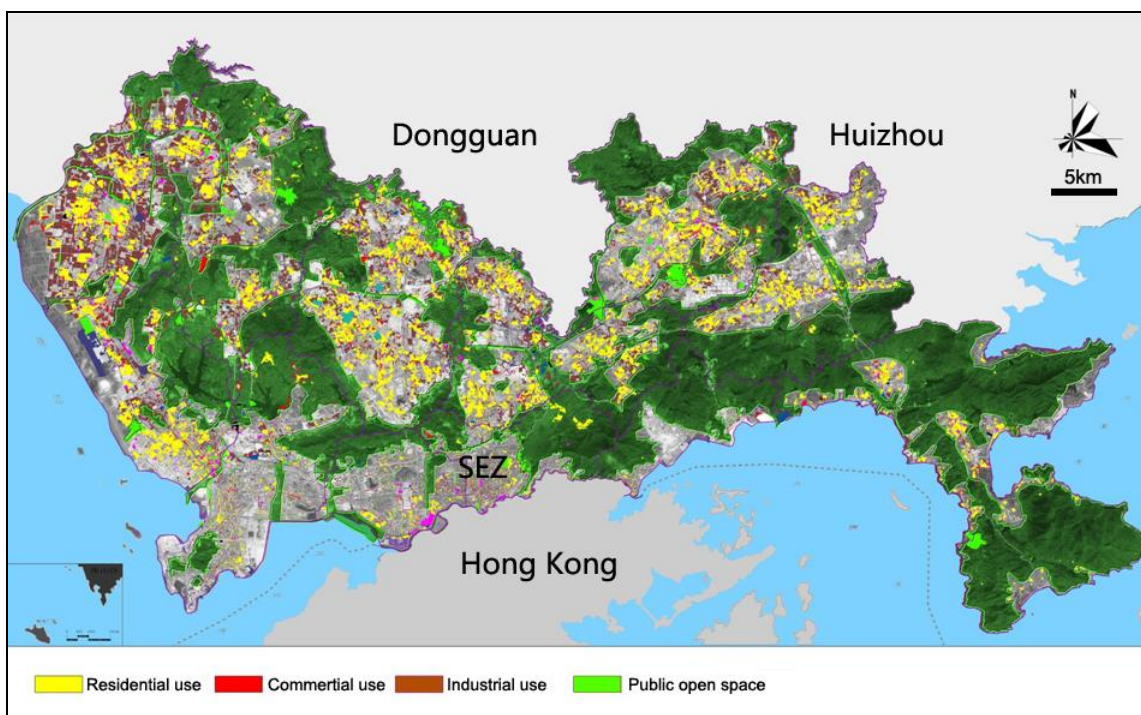 Dongguan
Huizhou
N
5km
SEZ
Hong Kong
Residential use
Commertial use
Industrial use
Public open space